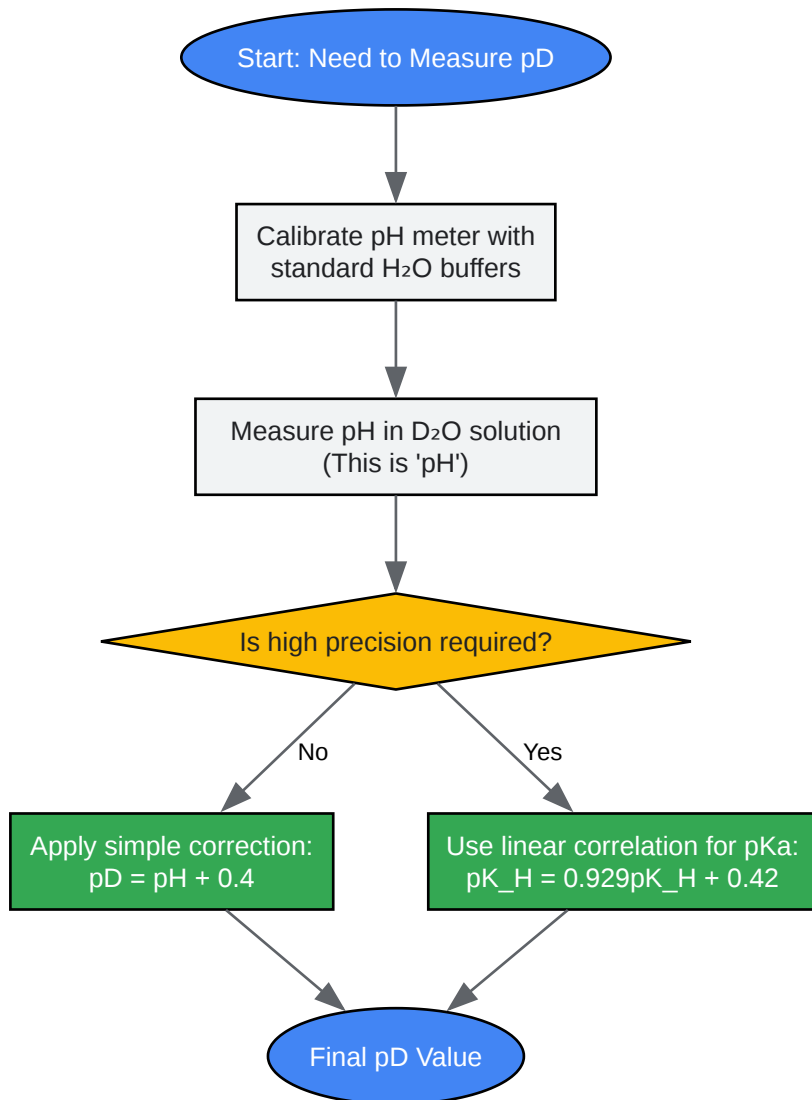 Start: Need to Measure pD
Calibrate pH meter with
standard H₂O buffers
Measure pH in D₂O solution
(This is 'pH')
Is high precision required?
No
Yes
Apply simple correction:
pD = pH + 0.4
Use linear correlation for pKa:
pK_H = 0.929pK_H + 0.42
Final pD Value